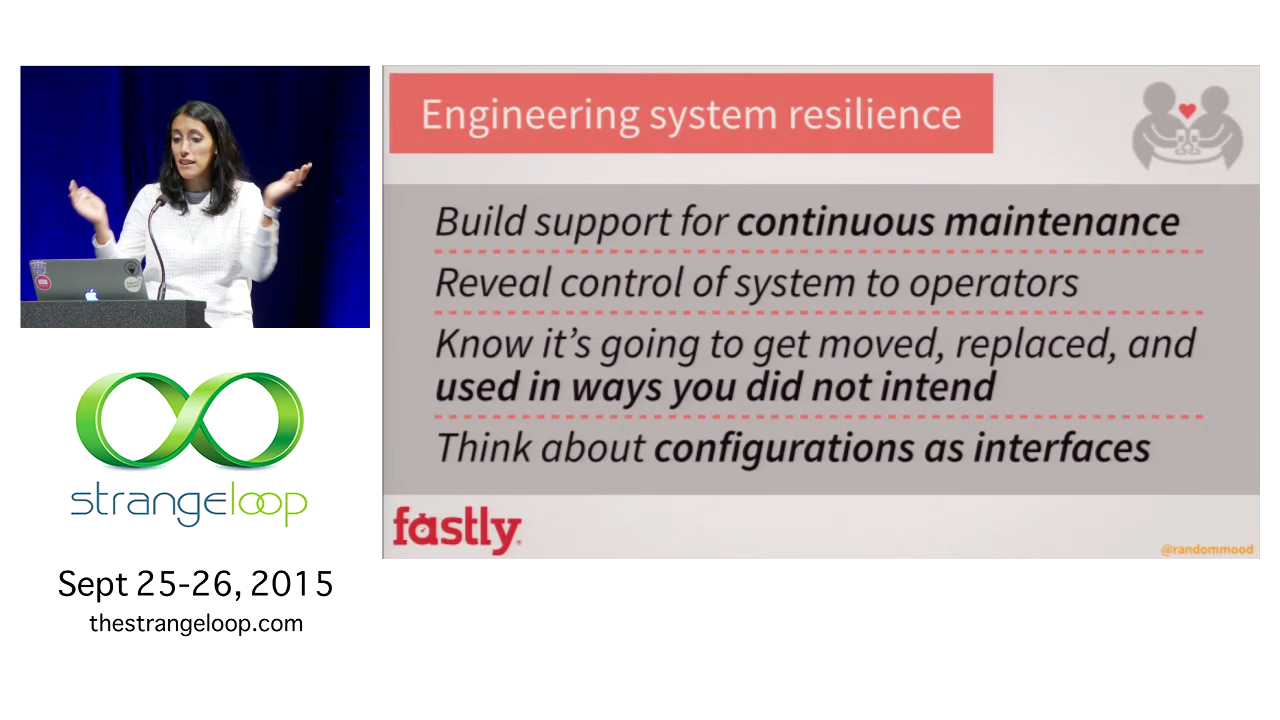 Engineering system resilience
Build support for continuous maintenance
Reveal control of system to operators
Know it’s going to get moved, replaced, and
used in ways you did not intend
Think about configurations as interfaces
fastly
@randommood
strangeloop
Sept 25-26, 2015
thestrangeloop.com